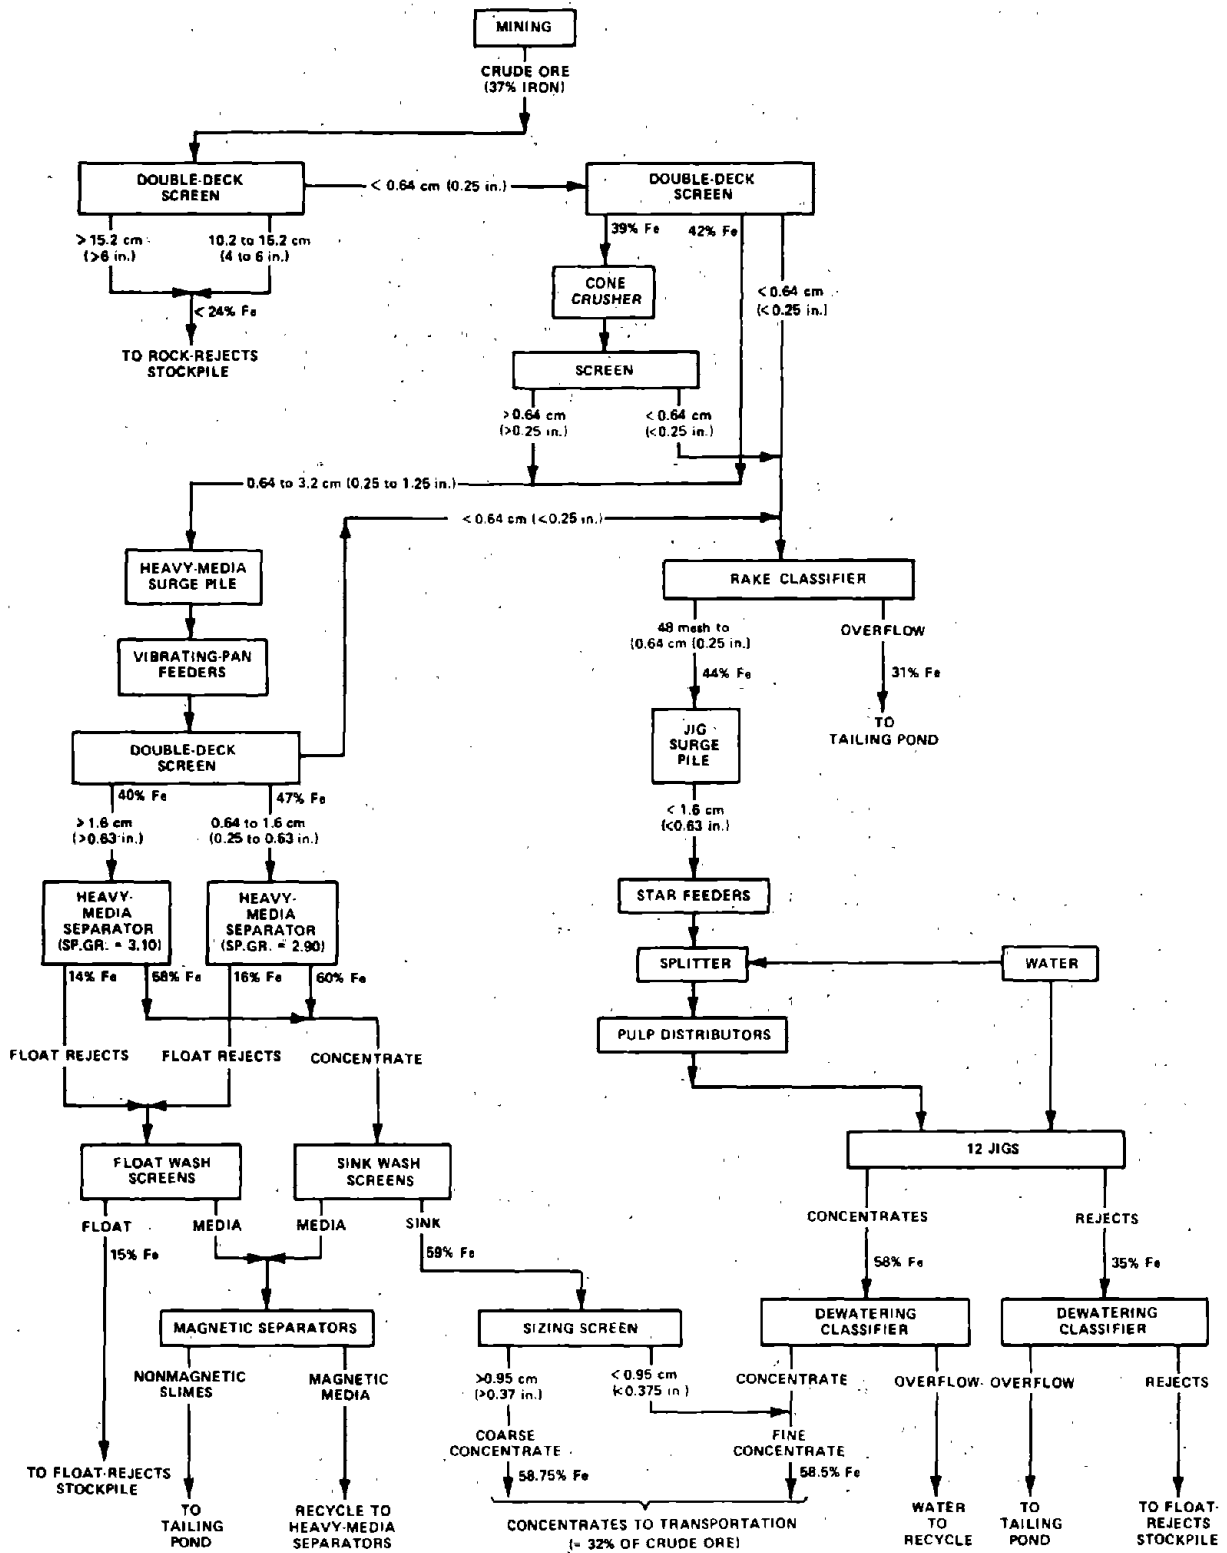 MINING
CRUDE ORE
(37% IRON)
DOUBLE-DECK
SCREEN
< 0.64 cm (0.25 in.)
DOUBLE-DECK
SCREEN
> 15.2 cm
(>6 in.)
10.2 to 15.2 cm
(4 to 6 in.)
39% Fe
42% Fe
< 24% Fe
TO ROCK-REJECTS
STOCKPILE
CONE
CRUSHER
< 0.64 cm
(< 0.25 in.)
SCREEN
>0.64 cm
(>0.25 in.)
< 0.64 cm
(<0.25 in.)
0.64 to 3.2 cm (0.25 to 1.25 in.)
< 0.64 cm (<0.25 in.)
HEAVY-MEDIA
SURGE PILE
RAKE CLASSIFIER
VIBRATING-PAN
FEEDERS
48 mesh to
(0.64 cm (0.25 in.)
OVERFLOW
44% Fe
31% Fe
TO
TAILING POND
DOUBLE-DECK
SCREEN
JIG
SURGE
PILE
40% Fe
47% Fe
> 1.6 cm
(>0.63 in.)
0.64 to 1.6 cm
(0.25 to 0.63 in.)
< 1.6 cm
(<0.63 in.)
HEAVY-
MEDIA
SEPARATOR
(SP.GR. = 3.10)
HEAVY-
MEDIA
SEPARATOR
(SP.GR. = 2.90)
STAR FEEDERS
14% Fe
58% Fe
16% Fe
60% Fe
SPLITTER
WATER
PULP DISTRIBUTORS
FLOAT REJECTS
FLOAT REJECTS
CONCENTRATE
FLOAT WASH
SCREENS
SINK WASH
SCREENS
12 JIGS
FLOAT
MEDIA
MEDIA
SINK
CONCENTRATES
REJECTS
15% Fe
59% Fe
58% Fe
35% Fe
MAGNETIC SEPARATORS
SIZING SCREEN
DEWATERING
CLASSIFIER
DEWATERING
CLASSIFIER
NONMAGNETIC
SLIMES
MAGNETIC
MEDIA
>0.95 cm
(>0.37 in.)
< 0.95 cm
(<0.375 in.)
CONCENTRATE
OVERFLOW
OVERFLOW
REJECTS
COARSE
CONCENTRATE
FINE
CONCENTRATE
58.75% Fe
58.5% Fe
TO FLOAT-REJECTS
STOCKPILE
TO
TAILING
POND
RECYCLE TO
HEAVY-MEDIA
SEPARATORS
CONCENTRATES TO TRANSPORTATION
(= 32% OF CRUDE ORE)
WATER
TO
RECYCLE
TO
TAILING
POND
TO FLOAT-
REJECTS
STOCKPILE